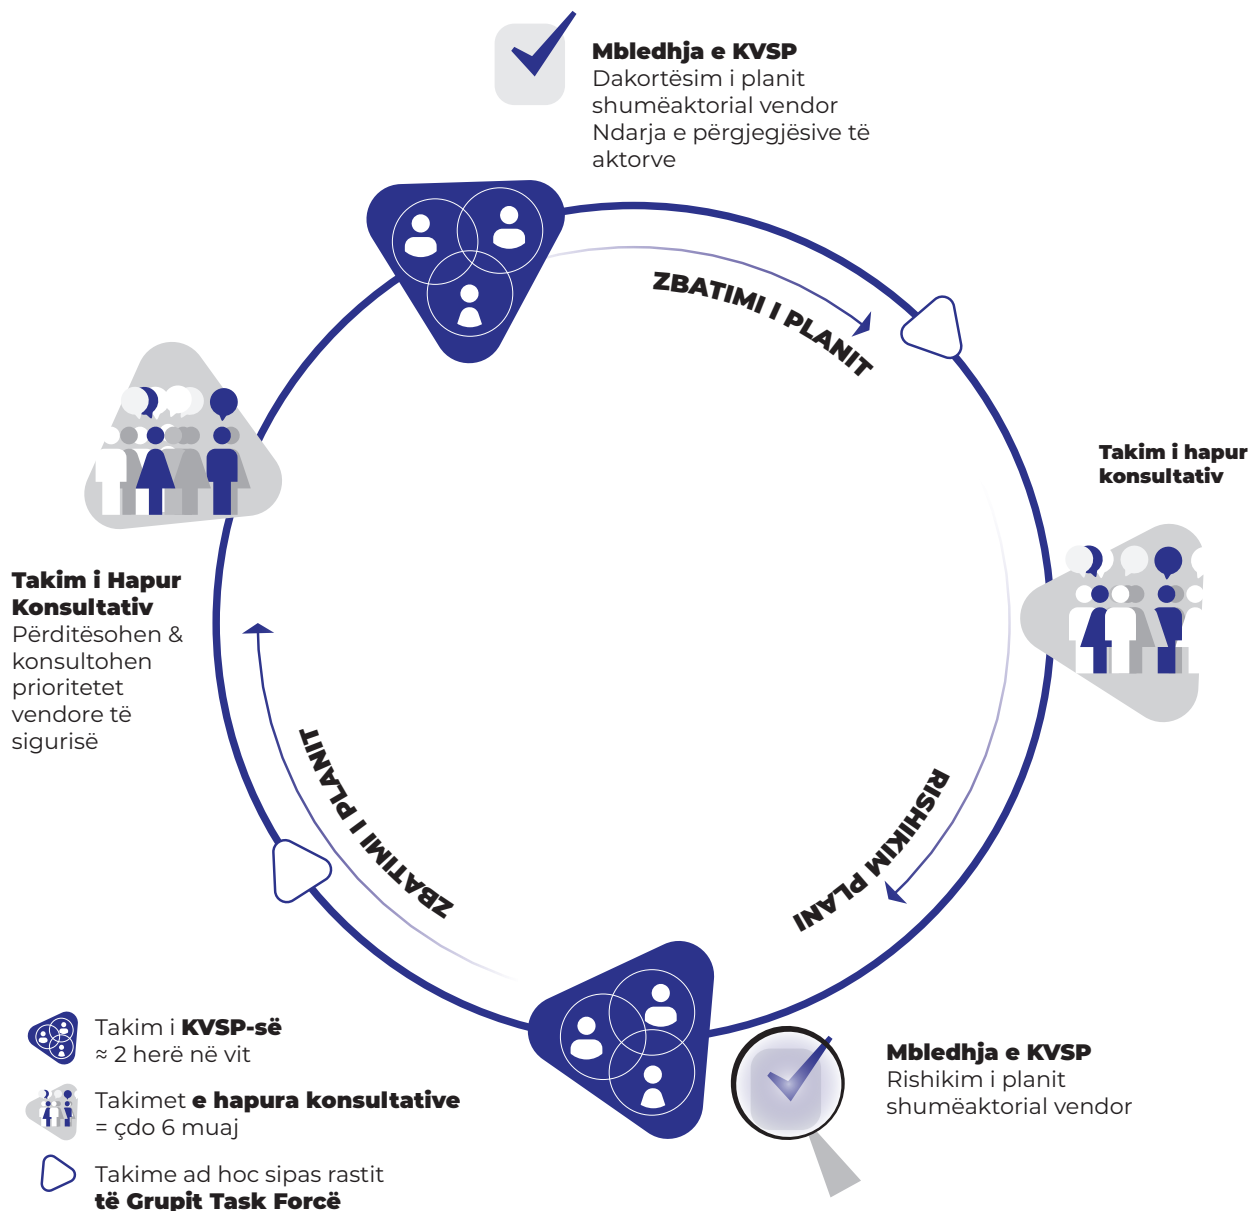 Mbledhja e KVSP
Dakortësim i planit
shumëaktorial vendor
Ndarja e përgjegjësive të
aktorve
ZBATIMI I PLANIT
Takim i hapur
konsultativ
Takim i Hapur
Konsultativ
Përditësohen &
konsultohen
prioritetet
vendore të
sigurisë
RISHIKIM PLANI
ZBATIMI I PLANIT
Mbledhja e KVSP
Rishikim i planit
shumëaktorial vendor
Takim i KVSP-së
≈ 2 herë në vit
Takimet e hapura konsultative
= çdo 6 muaj
Takime ad hoc sipas rastit
të Grupit Task Forcë